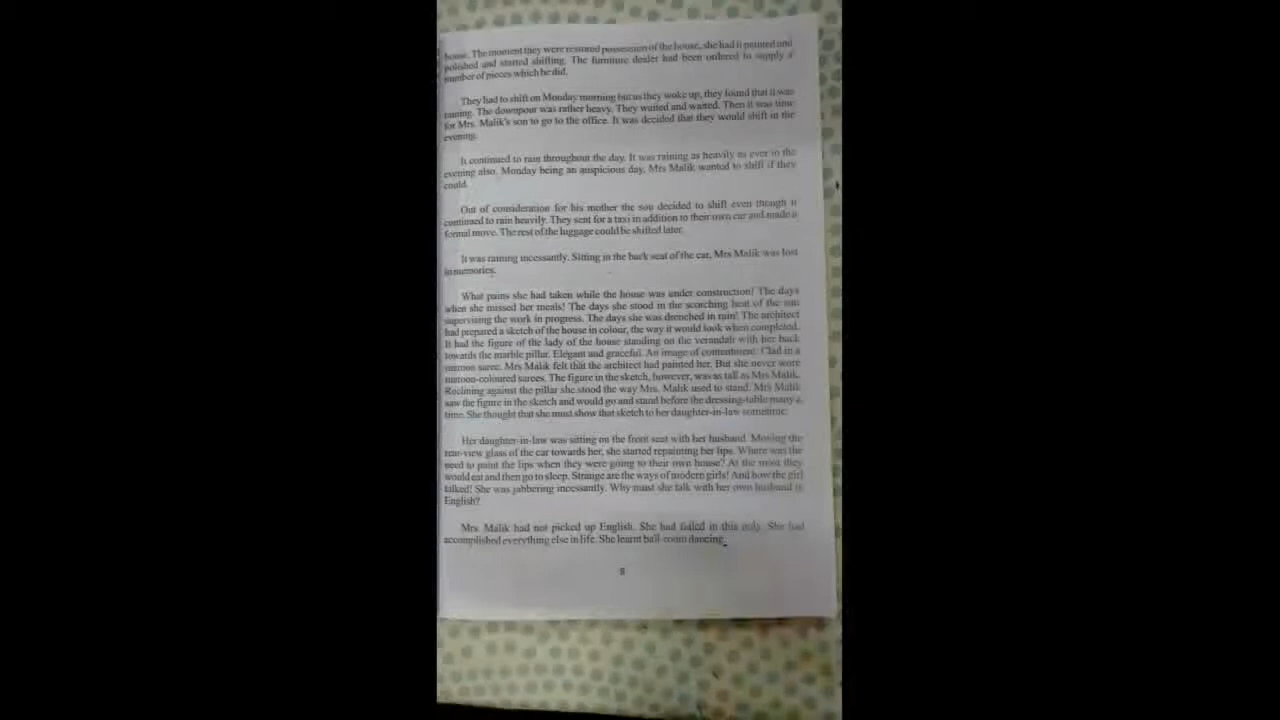 house. The moment they were restored possession of the house, she had it painted and
polished and started shifting. The furniture dealer had been ordered to supply a
number of pieces which he did.
They had to shift on Monday morning but as they woke up, they found that it was
raining. The downpour was rather heavy. They waited and waited. Then it was time
for Mrs. Malik's son to go to the office. It was decided that they would shift in the
evening.
It continued to rain throughout the day. It was raining as heavily as ever in the
evening also. Monday being an auspicious day, Mrs Malik wanted to shift if they
could.
Out of consideration for his mother the son decided to shift even though it
continued to rain heavily. They sent for a taxi in addition to their own car and made a
formal move. The rest of the luggage could be shifted later.
It was raining incessantly. Sitting in the back seat of the car, Mrs Malik was lost
in memories.
What pains she had taken while the house was under construction! The days
when she missed her meals! The days she stood in the scorching heat of the sun
supervising the work in progress. The days she was drenched in rain! The architect
had prepared a sketch of the house in colour, the way it would look when completed.
It had the figure of the lady of the house standing on the verandah with her back
towards the marble pillar. Elegant and graceful. An image of contentment. Clad in a
maroon saree. Mrs Malik felt that the architect had painted her. But she never wore
maroon-coloured sarees. The figure in the sketch, however, was as tall as Mrs Malik.
Reclining against the pillar she stood the way Mrs. Malik used to stand. Mrs Malik
saw the figure in the sketch and would go and stand before the dressing-table many a
time. She thought that she must show that sketch to her daughter-in-law sometime.
Her daughter-in-law was sitting on the front seat with her husband. Moving the
rear-view glass of the car towards her, she started repainting her lips. Where was the
need to paint the lips when they were going to their own house? At the most they
would eat and then go to sleep. Strange are the ways of modern girls! And how the girl
talked! She was jabbering incessantly. Why must she talk with her own husband in
English?
Mrs. Malik had not picked up English. She had failed in this only. She had
accomplished everything else in life. She learnt ball-room dancing.
8